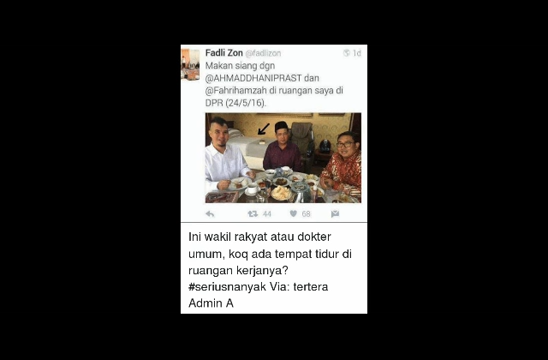 Fadli Zon @fadlizon 1d
Makan siang dgn
@AHMADDHANIPRAST dan
@Fahrihamzah di ruangan saya di
DPR (24/5/16).
44 68
Ini wakil rakyat atau dokter
umum, koq ada tempat tidur di
ruangan kerjanya?
#seriusnanyak Via: tertera
Admin A